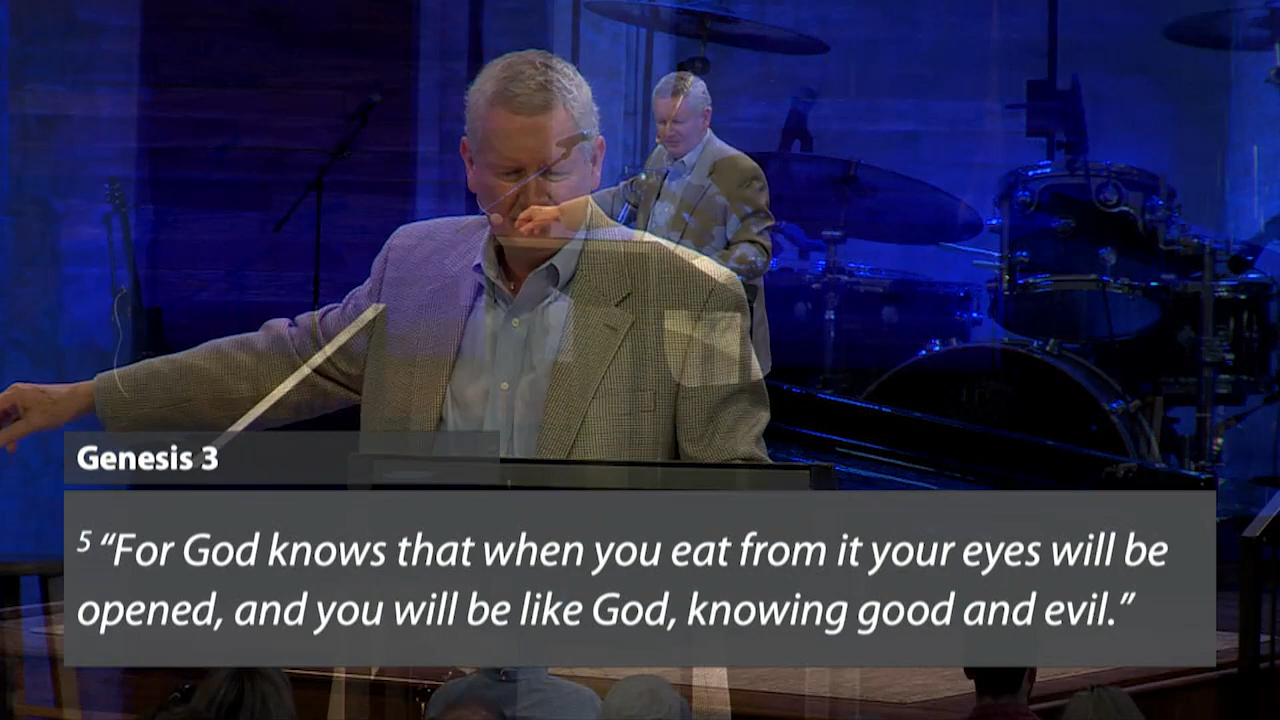 Genesis 3
5 “For God knows that when you eat from it your eyes will be
opened, and you will be like God, knowing good and evil.”